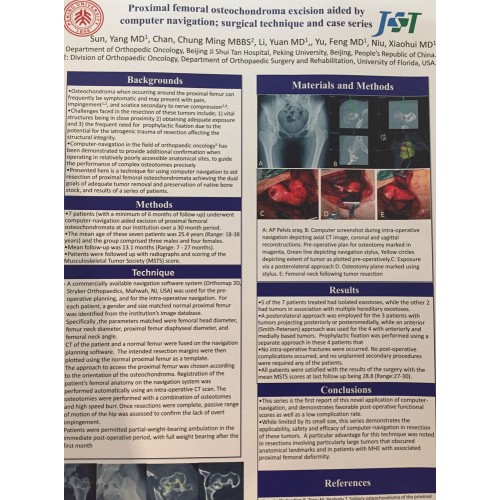 Proximal femoral osteochondroma excision aided by
computer navigation; surgical technique and case series
JST
Sun, Yang MD¹, Chan, Chung Ming MBBS², Li, Yuan MD¹,, Yu, Feng MD¹, Niu, Xiaohui MD¹
Department of Orthopedic Oncology, Beijing Ji Shui Tan Hospital, Peking University, Beijing, People's Republic of China.
2: Division of Orthopaedic Oncology, Department of Orthopaedic Surgery and Rehabilitation, University of Florida, USA.
Backgrounds
•Osteochondroma when occurring around the proximal femur can
frequently be symptomatic and may present with pain,
impingement¹,², and sciatica secondary to nerve compression³,⁴.
•Challenges faced in the resection of these tumors include; 1) vital
structures being in close proximity 2) obtaining adequate exposure
and 3) the frequent need for prophylactic fixation due to the
potential for the iatrogenic trauma of resection affecting the
structural integrity.
•Computer-navigation in the field of orthopaedic oncology⁵ has
been demonstrated to provide additional confirmation when
operating in relatively poorly accessible anatomical sites, to guide
the performance of complex osteotomies precisely
•Presented here is a technique for using computer navigation to aid
resection of proximal femoral osteochondromata achieving the dual
goals of adequate tumor removal and preservation of native bone
stock, and results of a series of patients.
Methods
•7 patients (with a minimum of 6 months of follow-up) underwent
computer-navigation aided excision of proximal femoral
osteochondromata at our institution over a 30 month period.
•The mean age of these seven patients was 25.4 years (Range: 18-38
years) and the group comprised three males and four females.
•Mean follow-up was 13.1 months (Range: 7 - 27 months).
•Patients were followed up with radiographs and scoring of the
Musculoskeletal Tumor Society (MSTS) score.
Technique
- A commercially available navigation system (Orthomap 3D,
Stryker Orthopaedics, Mahwah, NJ, USA) was used for the pre-
operative planning, and for the intra-operative navigation. For
each patient, a gender and size matched normal proximal femur
was identified from the institution's image database.
Specifically ,the parameters matched were femoral head diameter,
femur neck diameter, proximal femur diaphyseal diameter, and
femoral neck angle.
CT of the patient and a normal femur were fused on the navigation
planning software. The intended resection margins were then
plotted using the normal proximal femur as a template.
The approach to access the proximal femur was chosen according
to the orientation of the osteochondroma. Registration of the
patient's femoral anatomy on the navigation system was
performed automatically using an intra-operative CT scan. The
osteotomies were performed with a combination of osteotomes
and high speed burr. Once resections were complete, passive range
of motion of the hip was assessed to confirm the lack of overt
impingement.
Patients were permitted partial-weight-bearing ambulation in the
immediate post-operative period, with full weight bearing after the
first month
Materials and Methods
A
B
C
D
E
A: AP Pelvis xray, B: Computer screenshot during intra-operative
navigation depicting axial CT image, coronal and sagittal
reconstructions. Pre-operative plan for osteotomy marked in
magenta, Green line depicting navigation stylus, Yellow circles
depicting extent of tumor as plotted pre-operatively,C: Exposure
via a posterolateral approach D: Osteotomy plane marked using
stylus. E: Femoral neck following tumor resection
Results
•5 of the 7 patients treated had isolated exostoses, while the other 2
had tumors in association with multiple hereditary exostoses.
•A posterolateral approach was employed for the 3 patients with
tumors projecting posteriorly or posteromedially, while an anterior
(Smith-Petersen) approach was used for the 4 with anteriorly and
medially based tumors. Prophylactic fixation was performed using a
separate approach in these 4 patients
•No intra-operative fractures were occurred. No post-operative
complications occurred, and no unplanned secondary procedures
were required any of the patients.
•All patients were satisfied with the results of the surgery with the
mean MSTS scores at last follow up being 28.8 (Range:27-30).
Conclusions
•This series is the first report of this novel application of computer-
navigation, and demonstrates favorable post-operative functional
scores as well as a low complication rate.
•While limited by its small size, this series demonstrates the
applicability, safety and efficacy of computer-navigation in resection
of these tumors. A particular advantage for this technique was noted
in resections involving particularly large tumors that obscured
anatomical landmarks and in patients with MHE with associated
proximal femoral deformity.
References